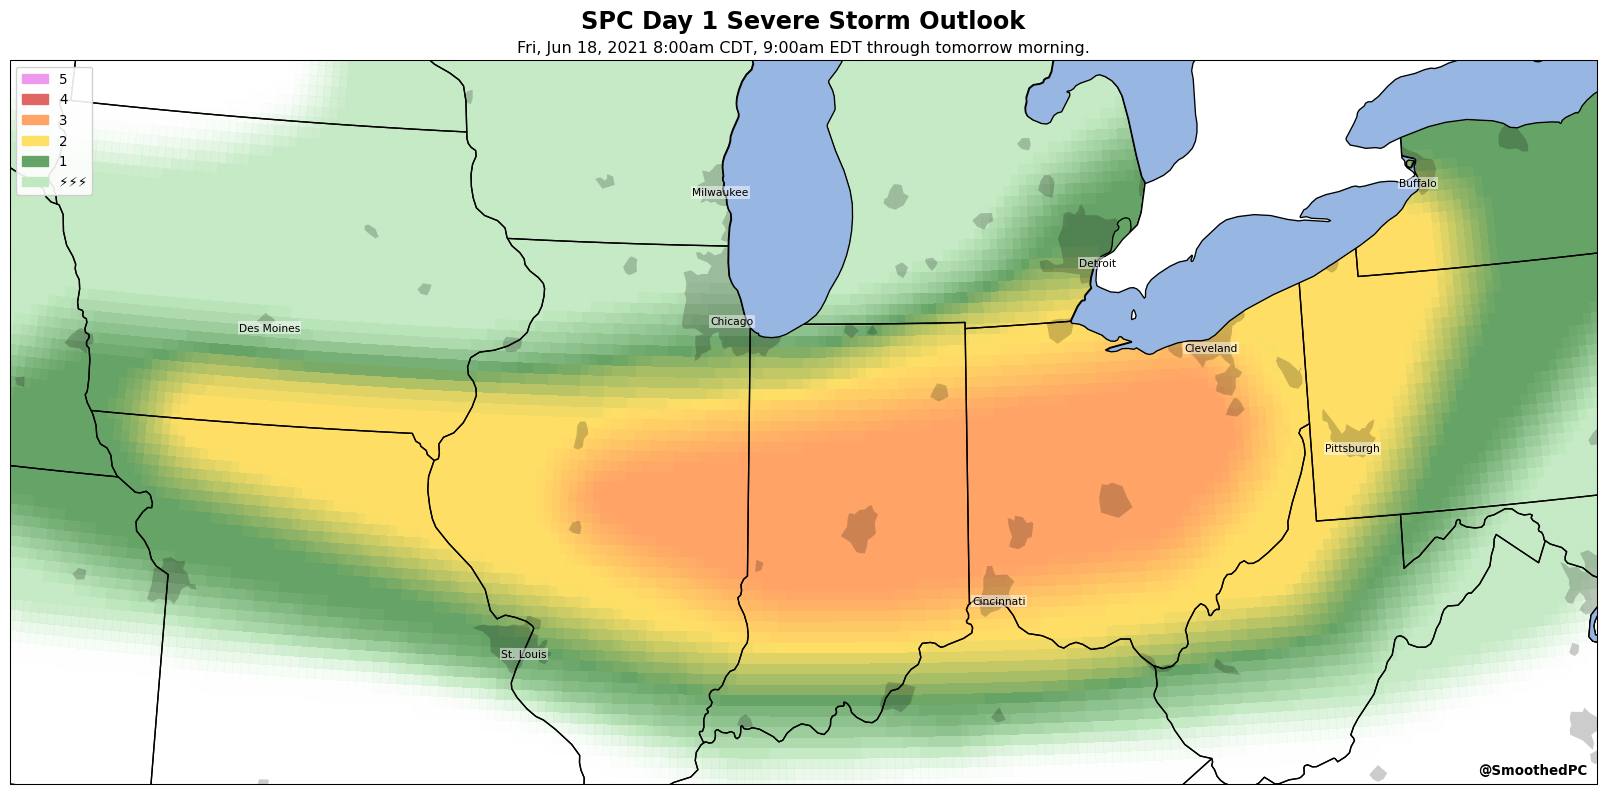 SPC Day 1 Severe Storm Outlook
Fri, Jun 18, 2021 8:00am CDT, 9:00am EDT through tomorrow morning.
5
4
3
2
1
⚡⚡⚡
Milwaukee
Buffalo
Detroit
Chicago
Des Moines
Cleveland
Pittsburgh
Cincinnati
St. Louis
@SmoothedPC